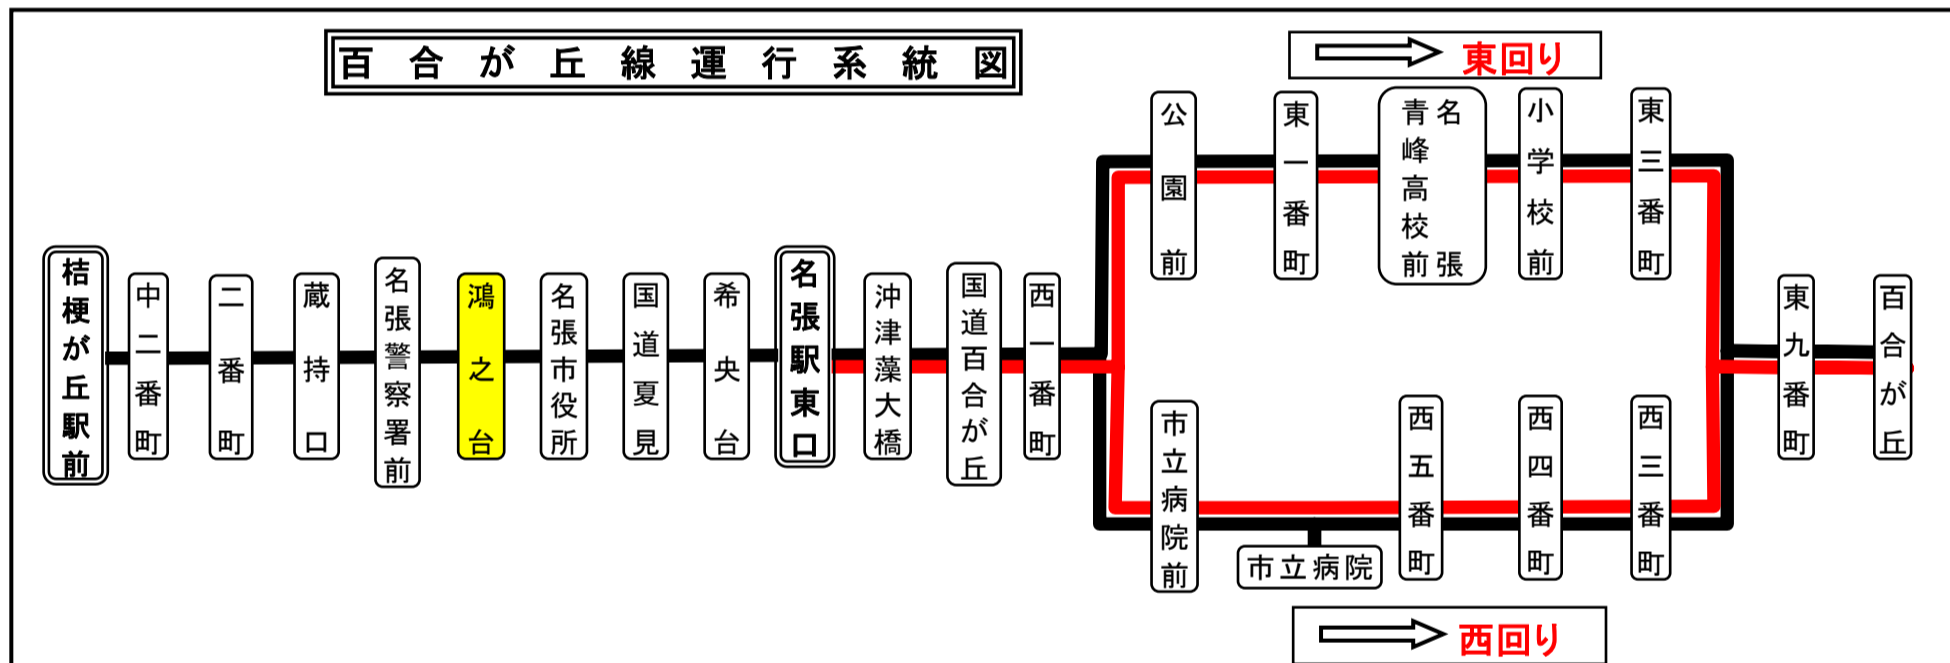 百合が丘線運行系統図
東回り
公園前
東一番町
名張
青峰高校前
小学校前
東三番町
桔梗が丘駅前
中二番町
二番町
蔵持口
名張警察署前
鴻之台
名張市役所
国道夏見
希央台
名張駅東口
沖津藻大橋
国道百合が丘
西一番町
市立病院前
市立病院
西五番町
西四番町
西三番町
東九番町
百合が丘
西回り